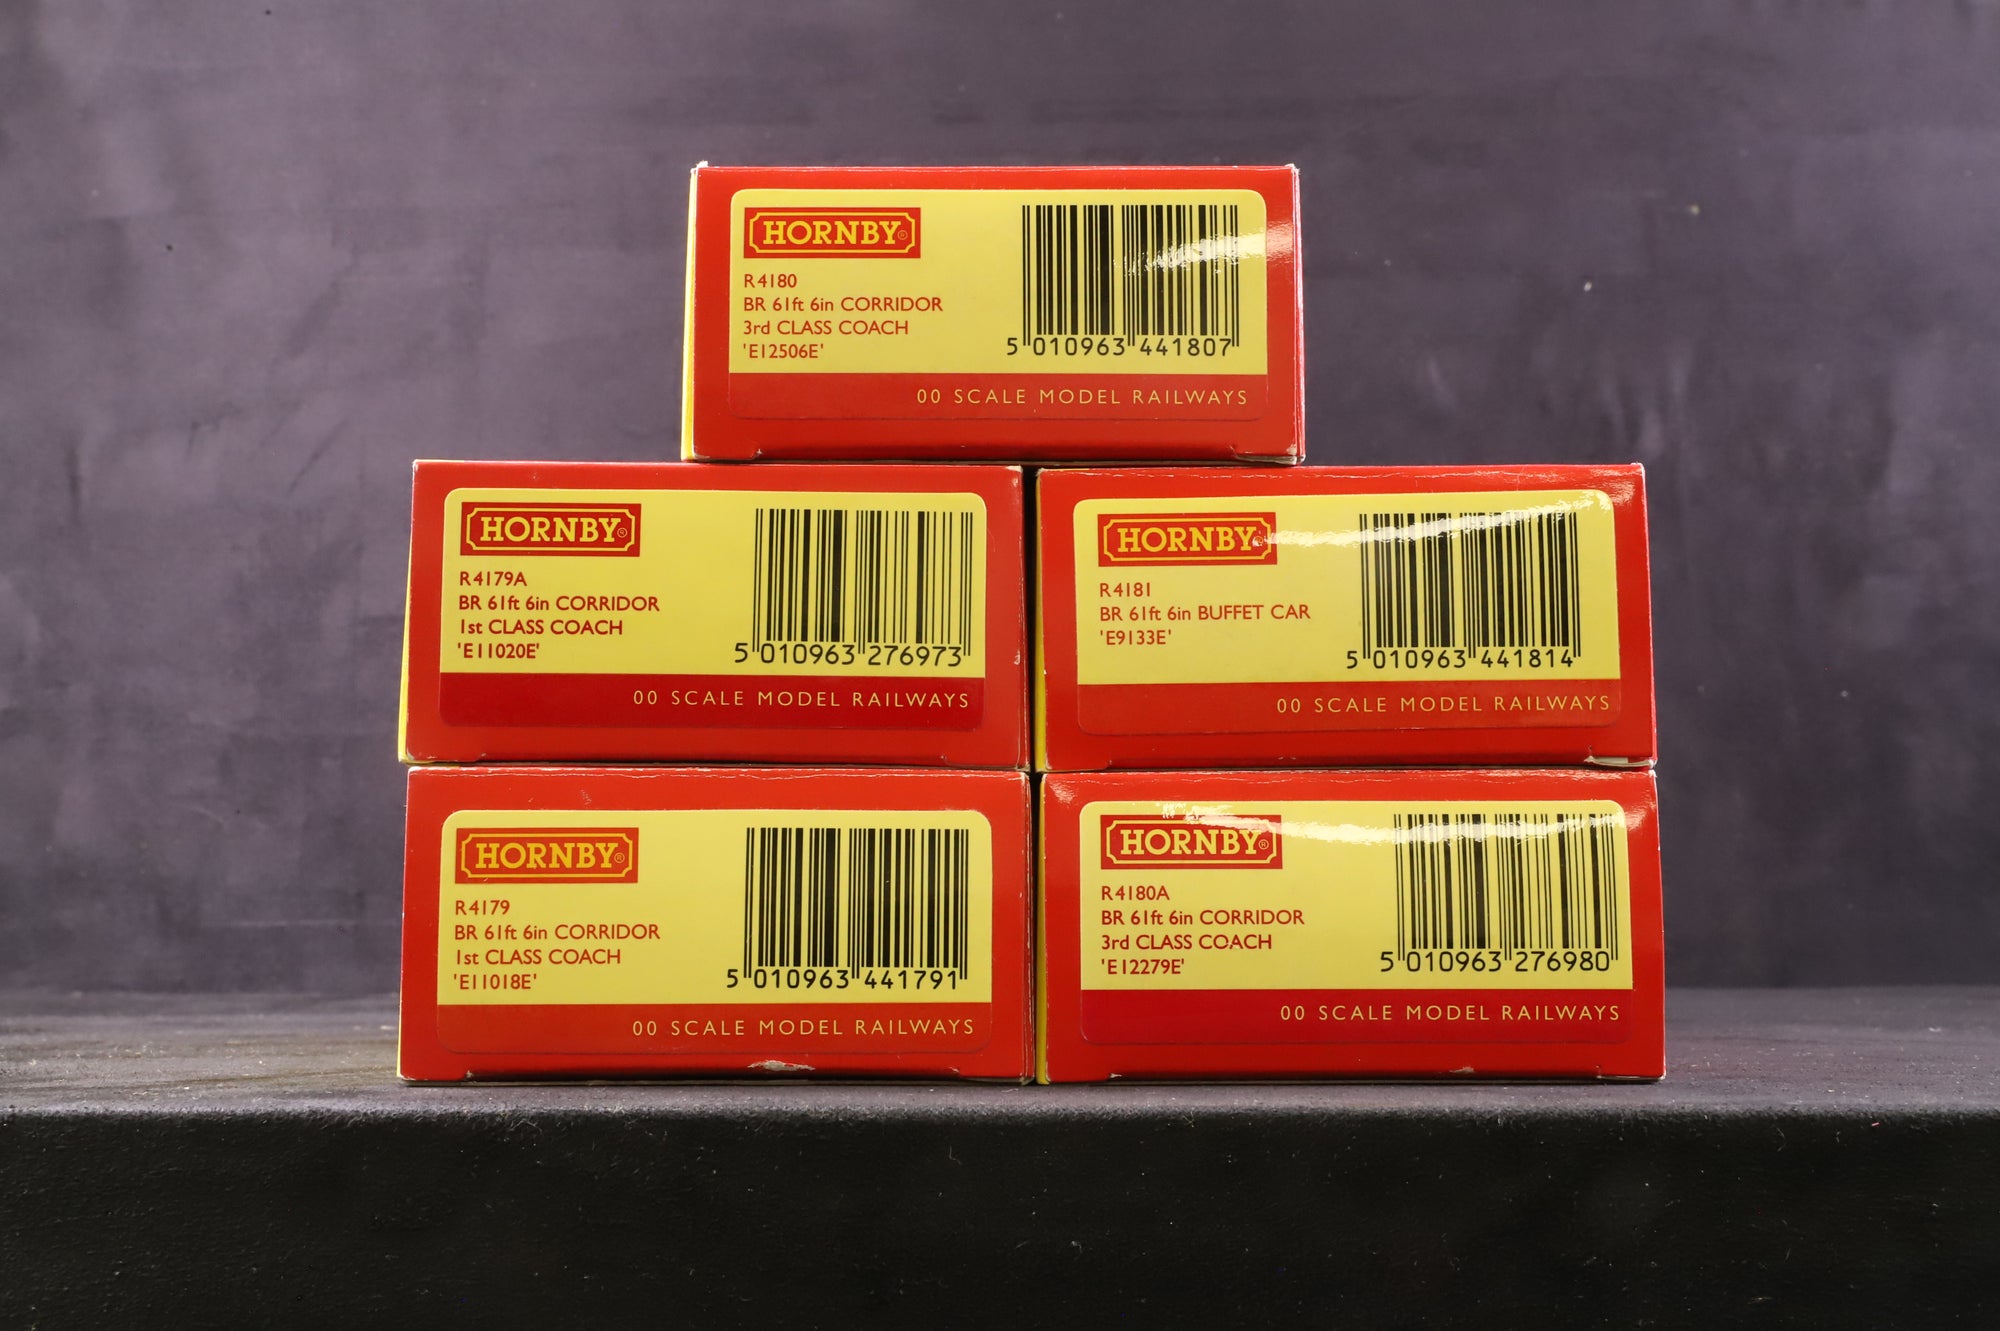 HORNBY®
R4180
BR 61ft 6in CORRIDOR
3rd CLASS COACH
'E12506E'
5 010963 441807
00 SCALE MODEL RAILWAYS
HORNBY®
R4179A
BR 61ft 6in CORRIDOR
1st CLASS COACH
'E11020E'
5 010963 276973
00 SCALE MODEL RAILWAYS
HORNBY®
R4181
BR 61ft 6in BUFFET CAR
'E9133E'
5 010963 441814
00 SCALE MODEL RAILWAYS
HORNBY®
R4179
BR 61ft 6in CORRIDOR
1st CLASS COACH
'E11018E'
5 010963 441791
00 SCALE MODEL RAILWAYS
HORNBY®
R4180A
BR 61ft 6in CORRIDOR
3rd CLASS COACH
'E12279E'
5 010963 276980
00 SCALE MODEL RAILWAYS